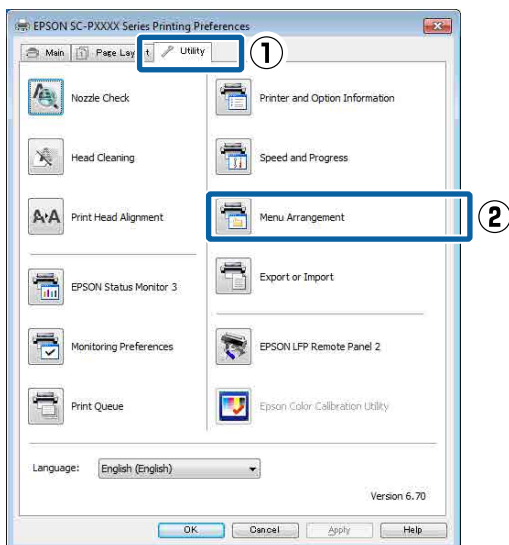 EPSON SC-PXXXX Series Printing Preferences
Main Page Lay t Utility ①
Nozzle Check
Printer and Option Information
Head Cleaning
Speed and Progress
Print Head Alignment
Menu Arrangement ②
EPSON Status Monitor 3
Export or Import
Monitoring Preferences
EPSON LFP Remote Panel 2
Print Queue
Epson Color Calibration Utility
Language: English (English)
Version 6.70
OK Cancel Apply Help